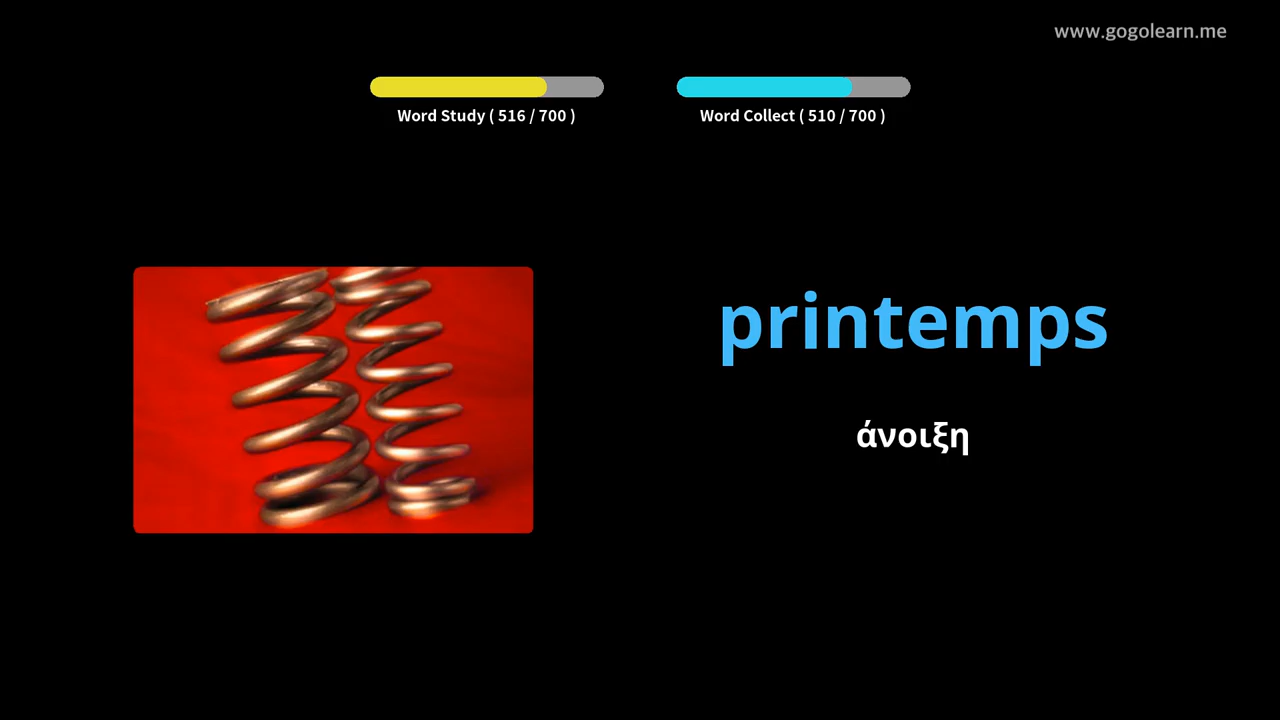 www.gogolearn.me
Word Study ( 516 / 700 )
Word Collect ( 510 / 700 )
printemps
άνοιξη